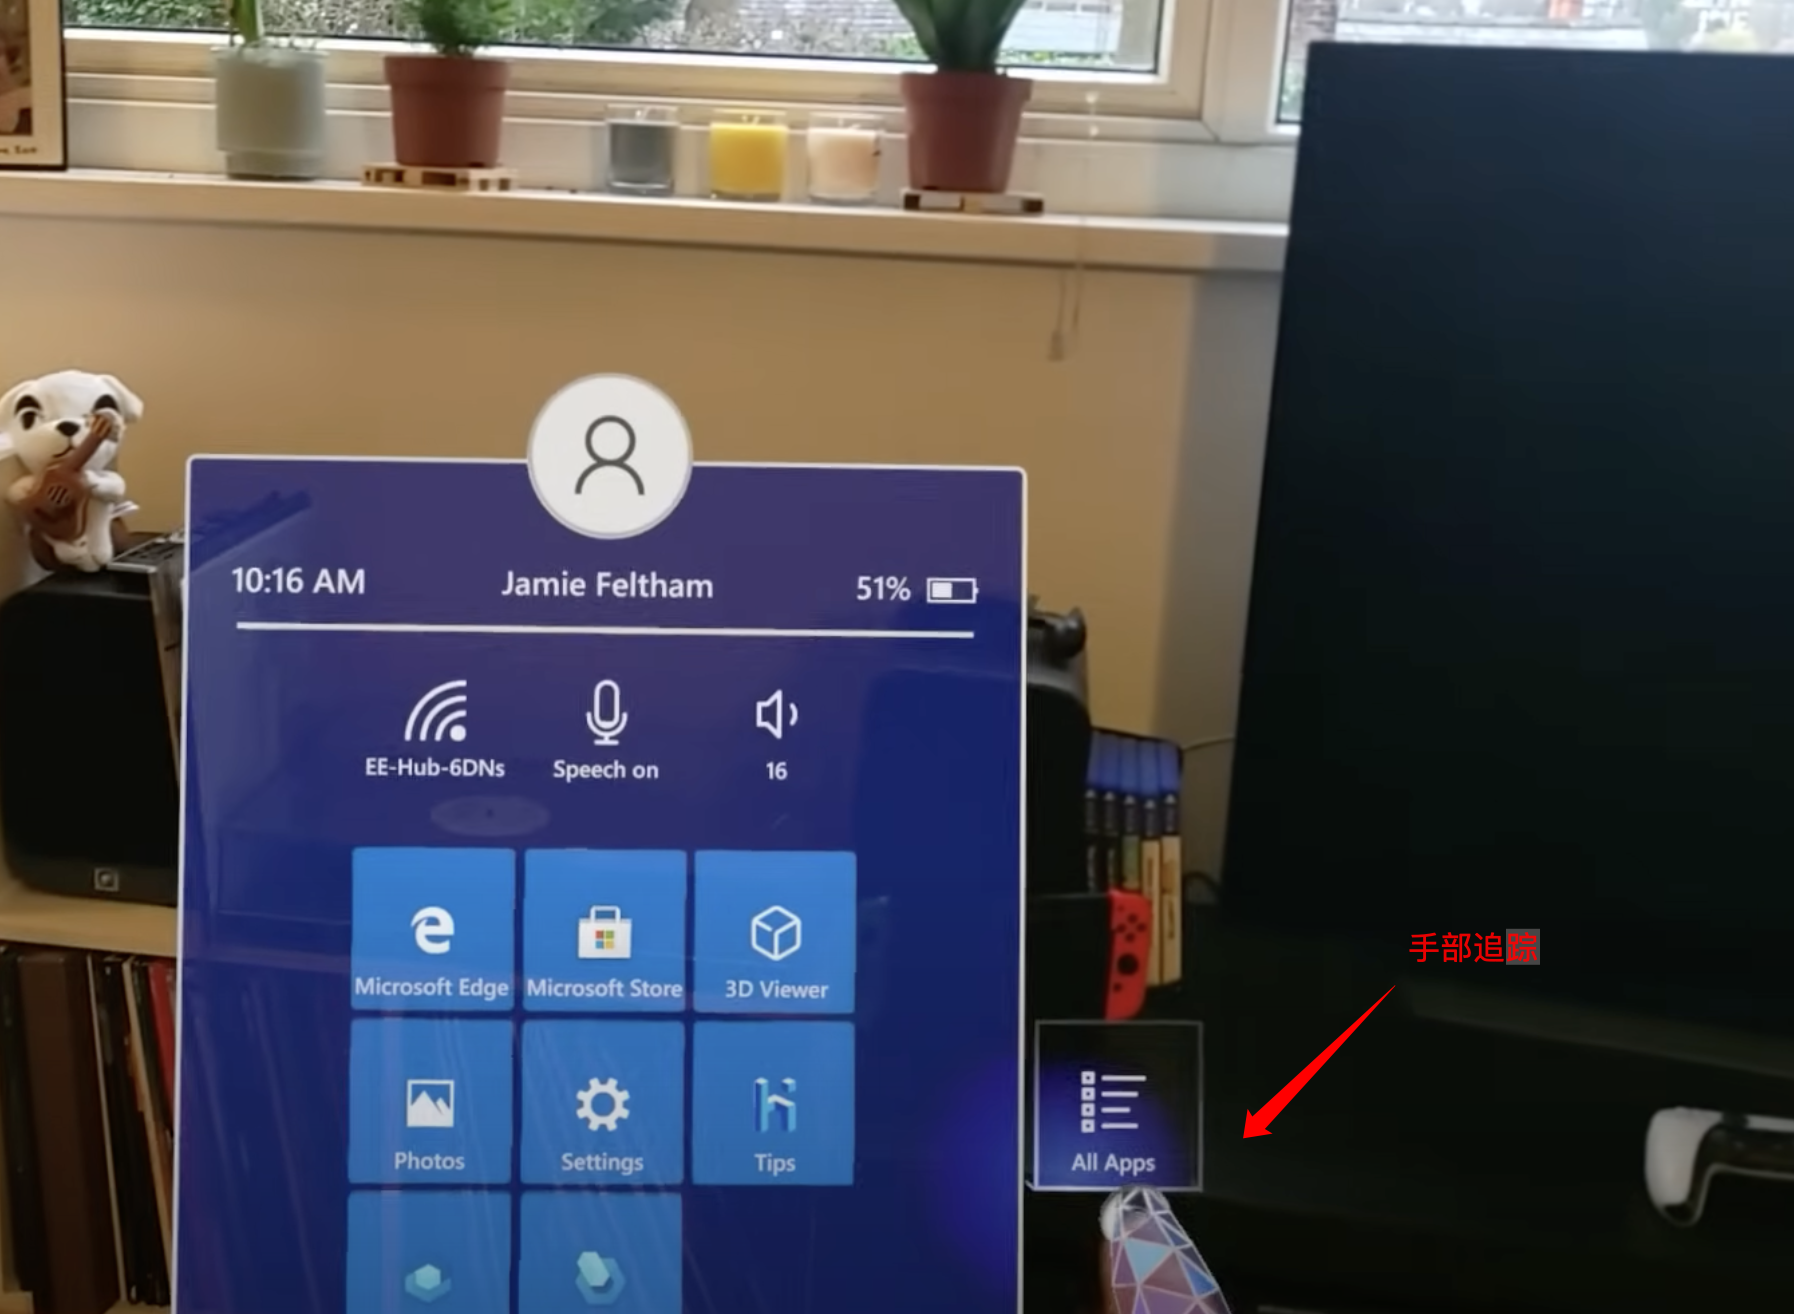 10:16 AM
Jamie Feltham
51%
EE-Hub-6DNs
Speech on
16
Microsoft Edge
Microsoft Store
3D Viewer
手部追踪
Photos
Settings
Tips
All Apps